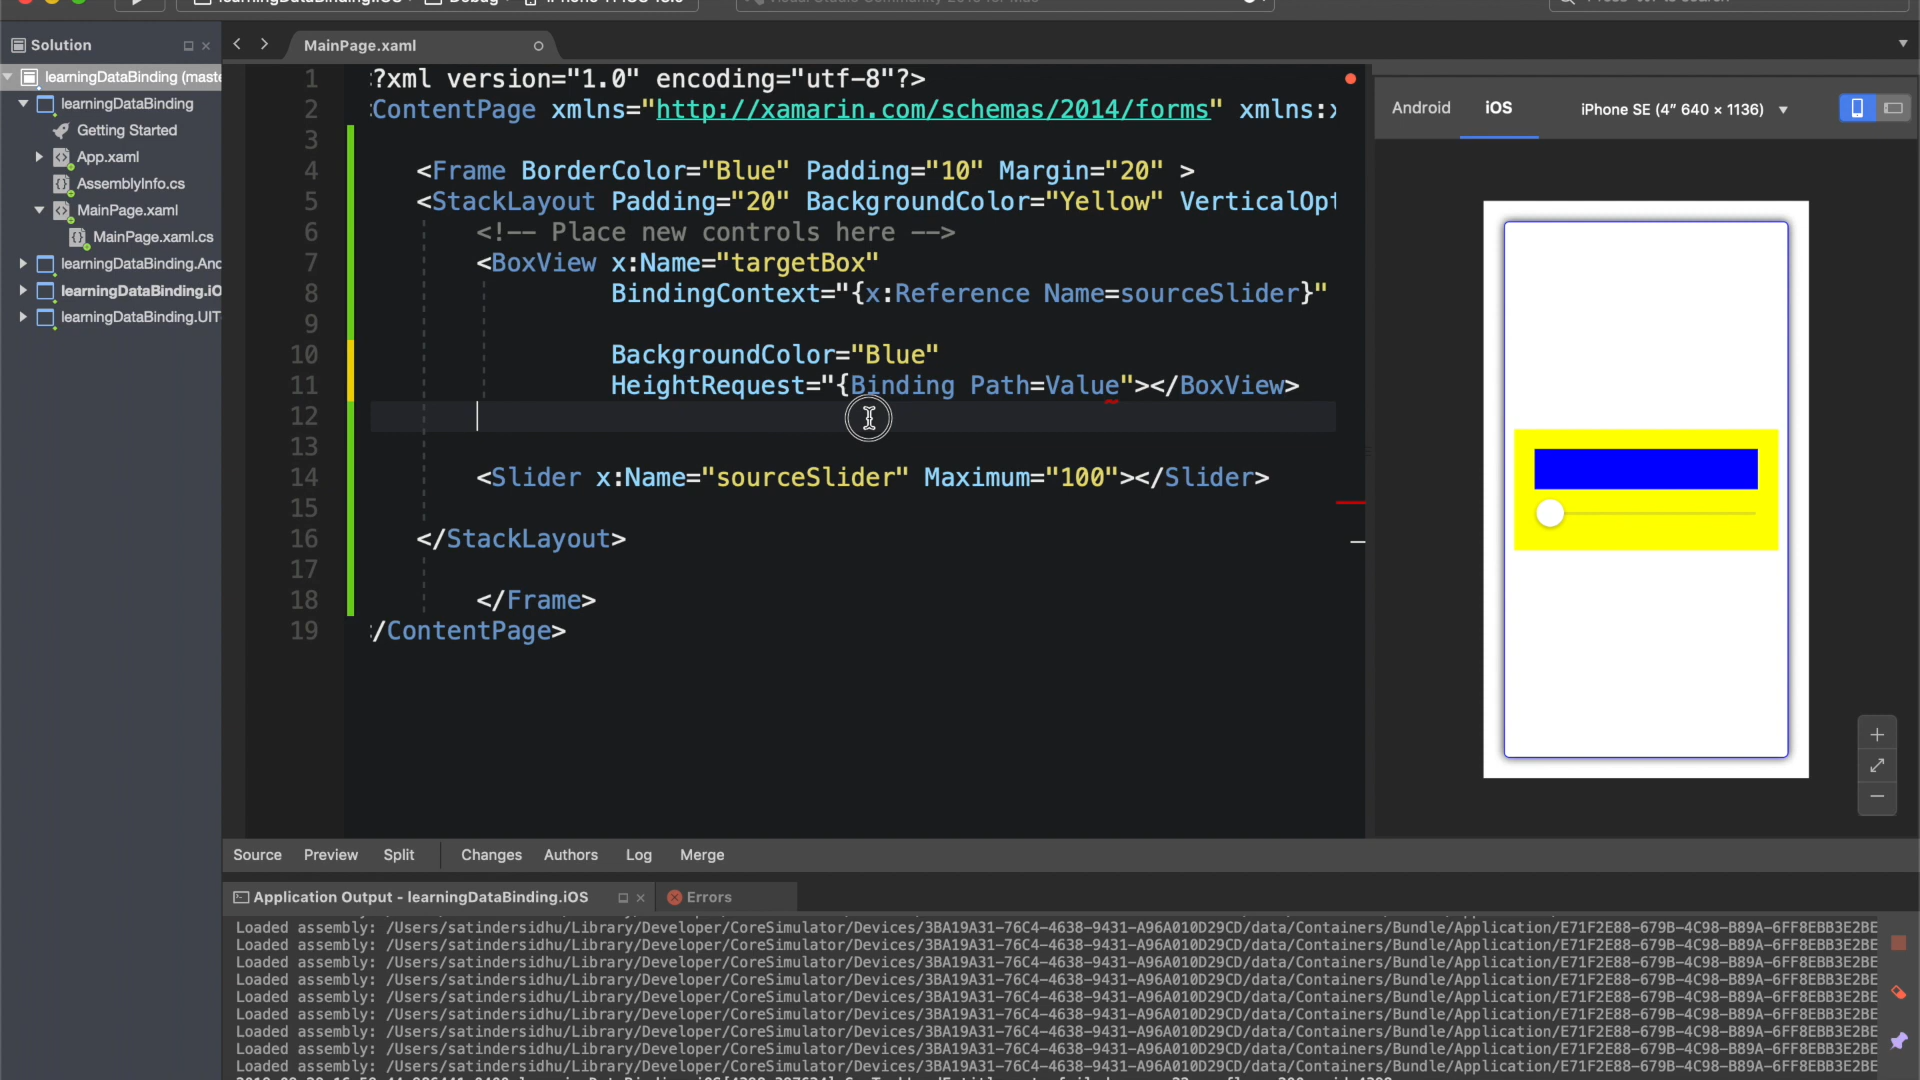 Solution
MainPage.xaml
learningDataBinding (maste
learningDataBinding
Getting Started
App.xaml
AssemblyInfo.cs
MainPage.xaml
MainPage.xaml.cs
learningDataBinding.And
learningDataBinding.iO
learningDataBinding.UIT
1 ?xml version="1.0" encoding="utf-8"?>
2 ContentPage xmlns="http://xamarin.com/schemas/2014/forms" xmlns:x
3
4 <Frame BorderColor="Blue" Padding="10" Margin="20" >
5 <StackLayout Padding="20" BackgroundColor="Yellow" VerticalOpt
6 <!-- Place new controls here -->
7 <BoxView x:Name="targetBox"
8 BindingContext="{x:Reference Name=sourceSlider}"
9
10 BackgroundColor="Blue"
11 HeightRequest="{Binding Path=Value"></BoxView>
12
13
14 <Slider x:Name="sourceSlider" Maximum="100"></Slider>
15
16 </StackLayout>
17
18 </Frame>
19 /ContentPage>
Android iOS iPhone SE (4” 640 × 1136)
Source Preview Split Changes Authors Log Merge
Application Output - learningDataBinding.iOS Errors
Loaded assembly: /Users/satindersidhu/Library/Developer/CoreSimulator/Devices/3BA19A31-76C4-4638-9431-A96A010D29CD/data/Containers/Bundle/Application/E71F2E88-679B-4C98-B89A-6FF8EBB3E2BE
Loaded assembly: /Users/satindersidhu/Library/Developer/CoreSimulator/Devices/3BA19A31-76C4-4638-9431-A96A010D29CD/data/Containers/Bundle/Application/E71F2E88-679B-4C98-B89A-6FF8EBB3E2BE
Loaded assembly: /Users/satindersidhu/Library/Developer/CoreSimulator/Devices/3BA19A31-76C4-4638-9431-A96A010D29CD/data/Containers/Bundle/Application/E71F2E88-679B-4C98-B89A-6FF8EBB3E2BE
Loaded assembly: /Users/satindersidhu/Library/Developer/CoreSimulator/Devices/3BA19A31-76C4-4638-9431-A96A010D29CD/data/Containers/Bundle/Application/E71F2E88-679B-4C98-B89A-6FF8EBB3E2BE
Loaded assembly: /Users/satindersidhu/Library/Developer/CoreSimulator/Devices/3BA19A31-76C4-4638-9431-A96A010D29CD/data/Containers/Bundle/Application/E71F2E88-679B-4C98-B89A-6FF8EBB3E2BE
Loaded assembly: /Users/satindersidhu/Library/Developer/CoreSimulator/Devices/3BA19A31-76C4-4638-9431-A96A010D29CD/data/Containers/Bundle/Application/E71F2E88-679B-4C98-B89A-6FF8EBB3E2BE
Loaded assembly: /Users/satindersidhu/Library/Developer/CoreSimulator/Devices/3BA19A31-76C4-4638-9431-A96A010D29CD/data/Containers/Bundle/Application/E71F2E88-679B-4C98-B89A-6FF8EBB3E2BE
Loaded assembly: /Users/satindersidhu/Library/Developer/CoreSimulator/Devices/3BA19A31-76C4-4638-9431-A96A010D29CD/data/Containers/Bundle/Application/E71F2E88-679B-4C98-B89A-6FF8EBB3E2BE
Loaded assembly: /Users/satindersidhu/Library/Developer/CoreSimulator/Devices/3BA19A31-76C4-4638-9431-A96A010D29CD/data/Containers/Bundle/Application/E71F2E88-679B-4C98-B89A-6FF8EBB3E2BE